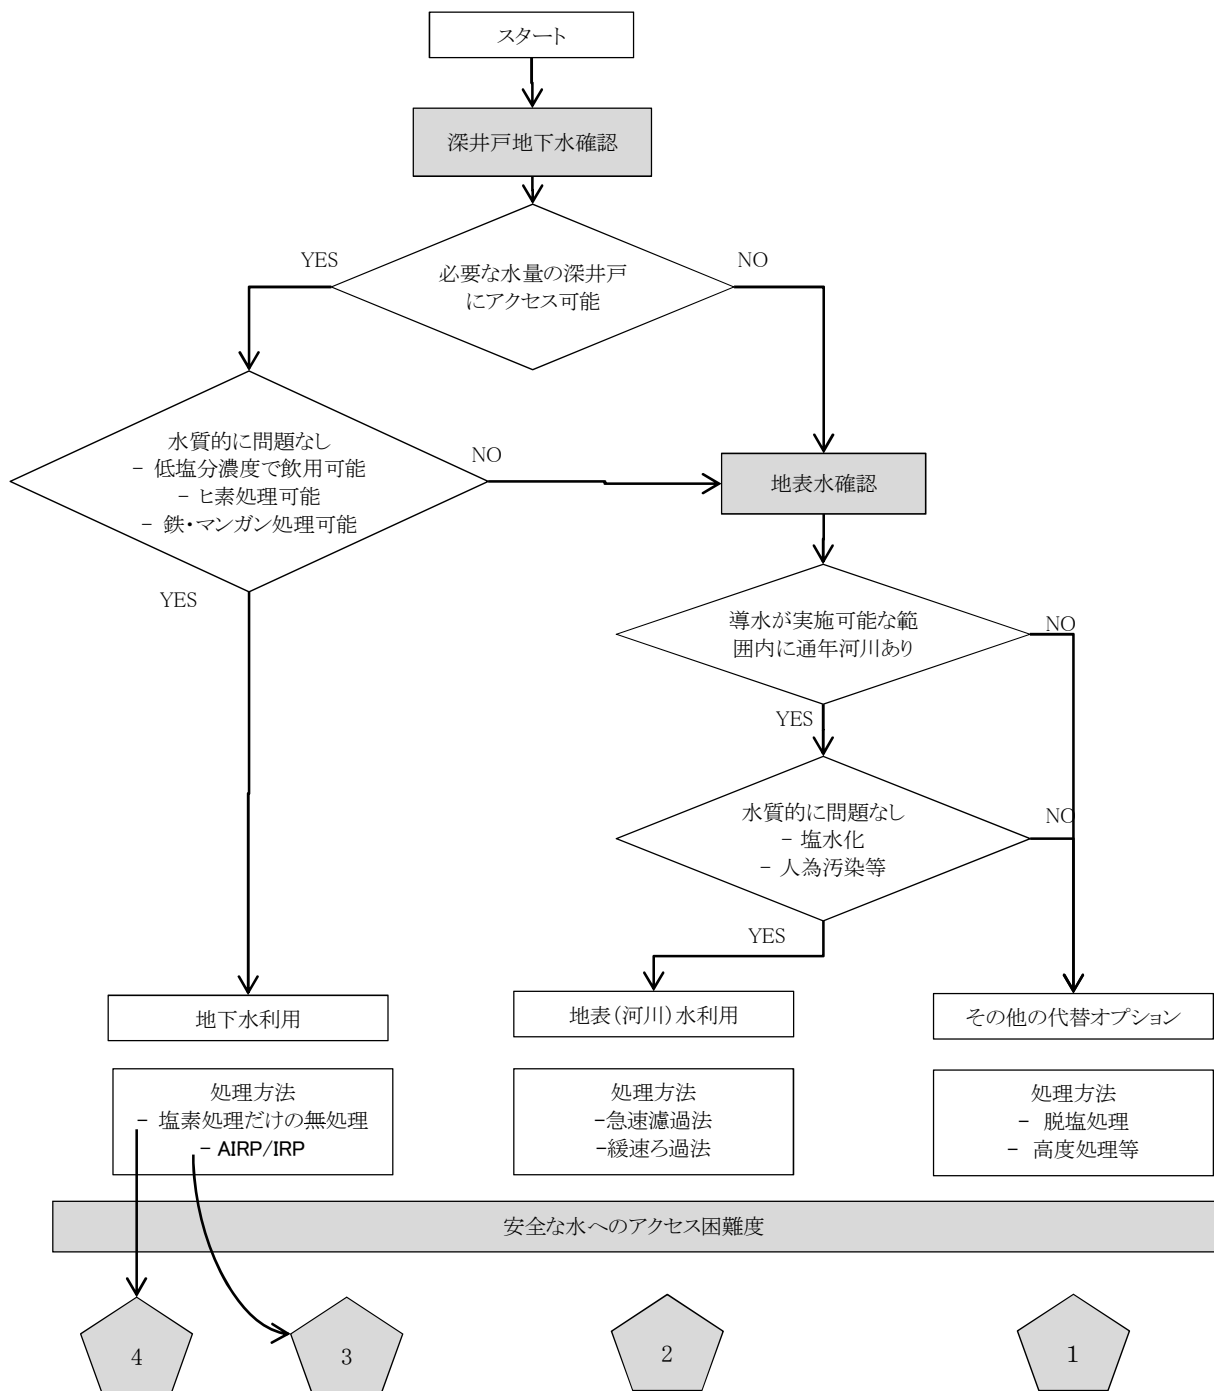 スタート
深井戸地下水確認
YES
NO
必要な水量の深井戸
にアクセス可能
水質的に問題なし
- 低塩分濃度で飲用可能
- ヒ素処理可能
- 鉄・マンガン処理可能
NO
地表水確認
YES
導水が実施可能な範
囲内に通年河川あり
NO
YES
水質的に問題なし
- 塩水化
- 人為汚染等
NO
YES
地下水利用
地表(河川)水利用
その他の代替オプション
処理方法
- 塩素処理だけの無処理
- AIRP/IRP
処理方法
-急速濾過法
-緩速ろ過法
処理方法
- 脱塩処理
- 高度処理等
安全な水へのアクセス困難度
4
3
2
1